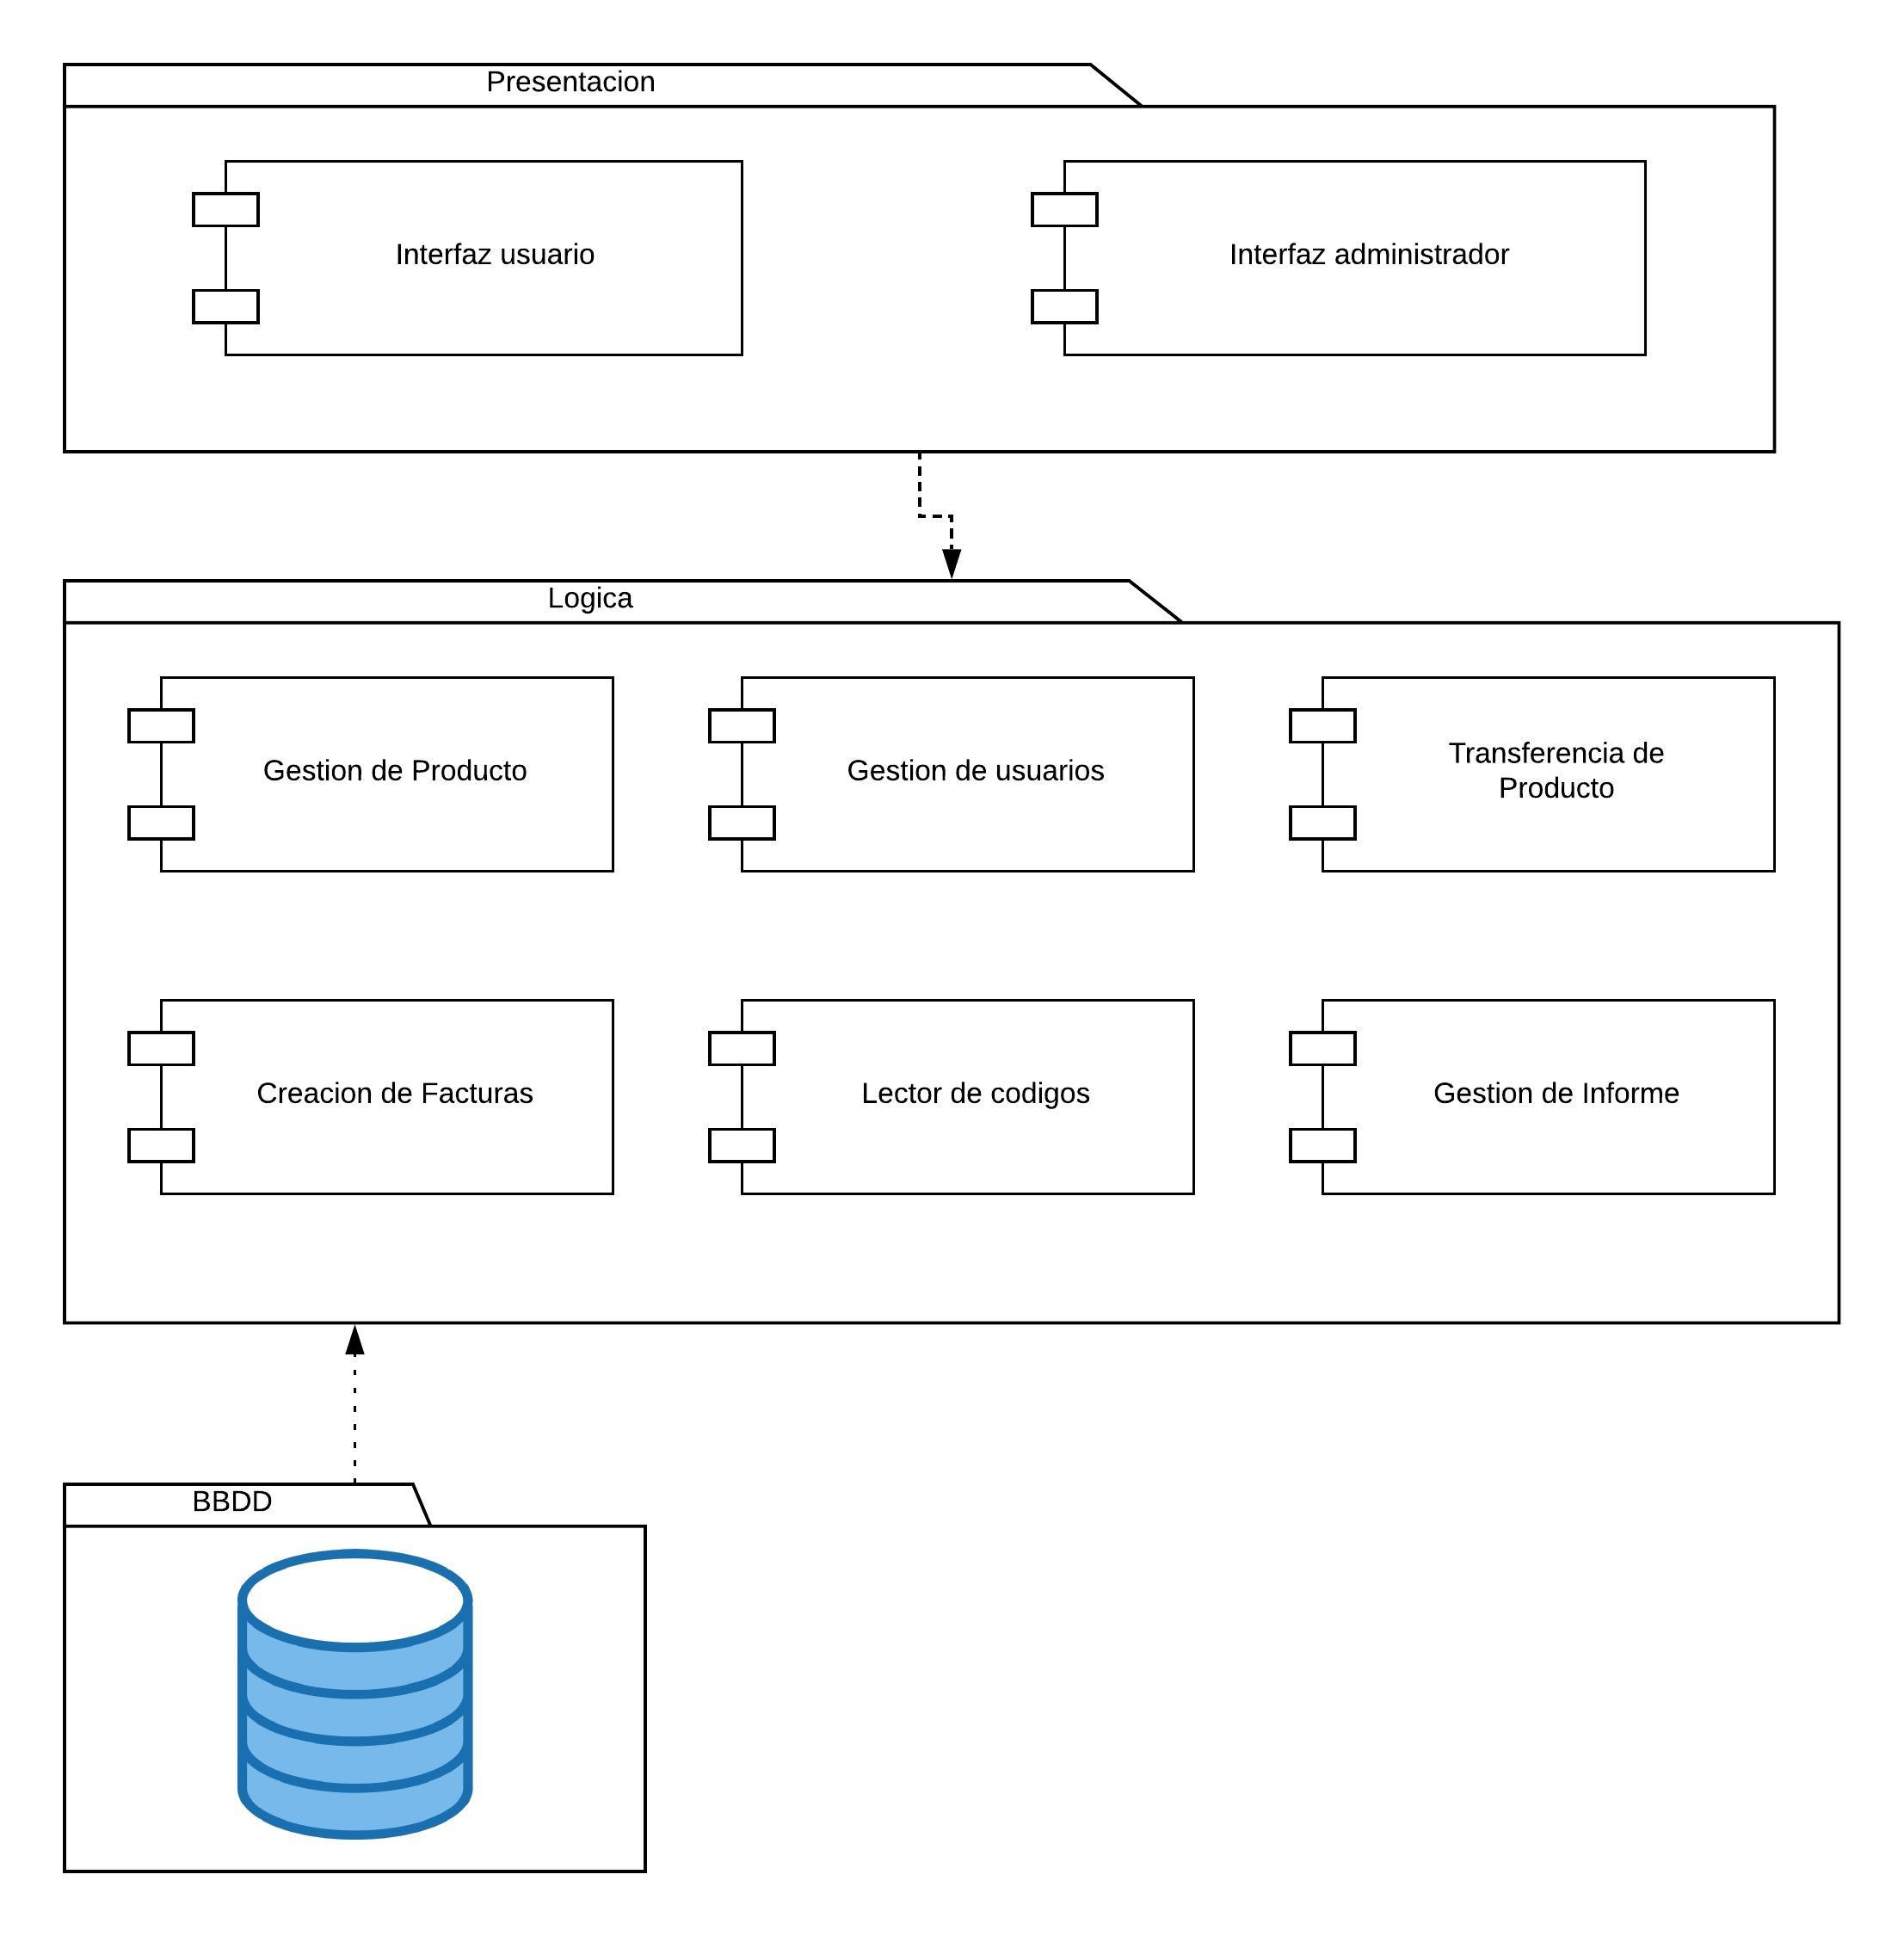 Presentacion
Interfaz usuario
Interfaz administrador
Logica
Gestion de Producto
Gestion de usuarios
Transferencia de
Producto
Creacion de Facturas
Lector de codigos
Gestion de Informe
BBDD